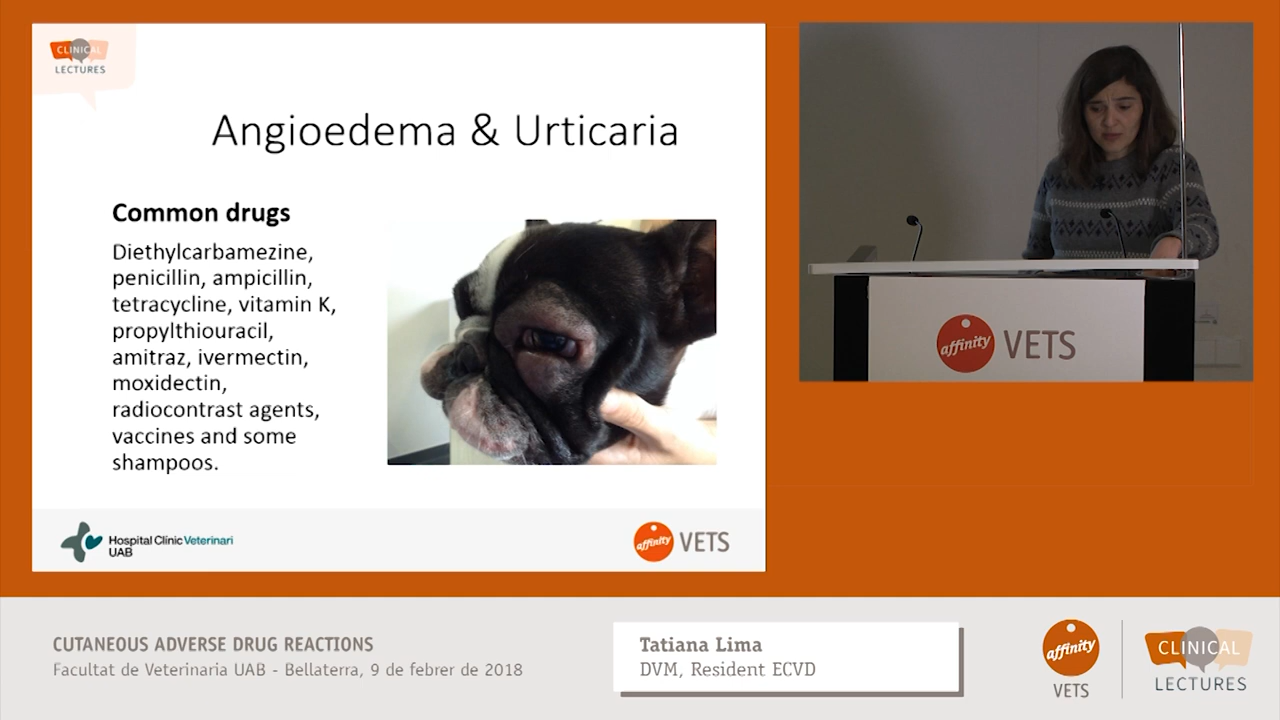 CLINICAL
LECTURES
Angioedema & Urticaria
Common drugs
Diethylcarbamezine,
penicillin, ampicillin,
tetracycline, vitamin K,
propylthiouracil,
amitraz, ivermectin,
moxidectin,
radiocontrast agents,
vaccines and some
shampoos.
Hospital Clínic Veterinari
UAB
affinity VETS
affinity VETS
CUTANEOUS ADVERSE DRUG REACTIONS
Facultat de Veterinaria UAB - Bellaterra, 9 de febrer de 2018
Tatiana Lima
DVM, Resident ECVD
affinity
VETS
CLINICAL
LECTURES